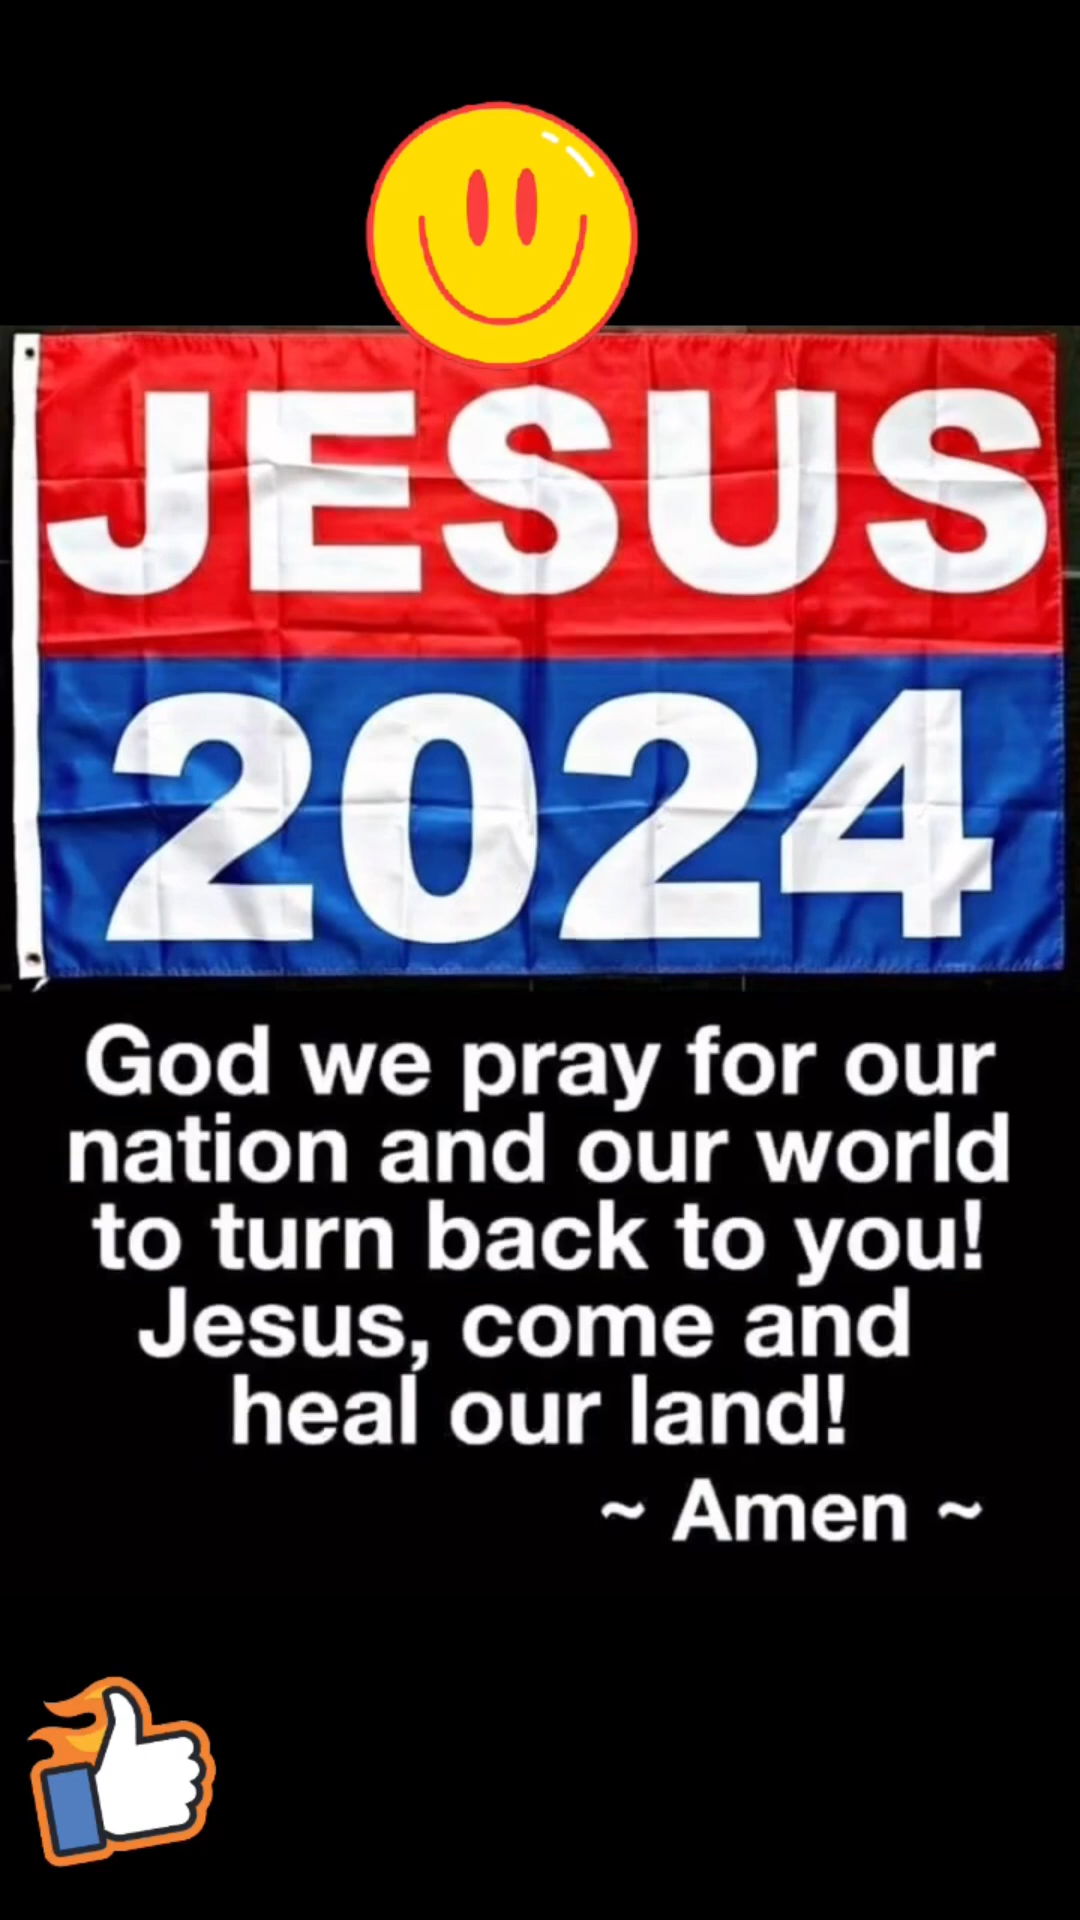 JESUS
2024
God we pray for our
nation and our world
to turn back to you!
Jesus, come and
heal our land!
~ Amen ~